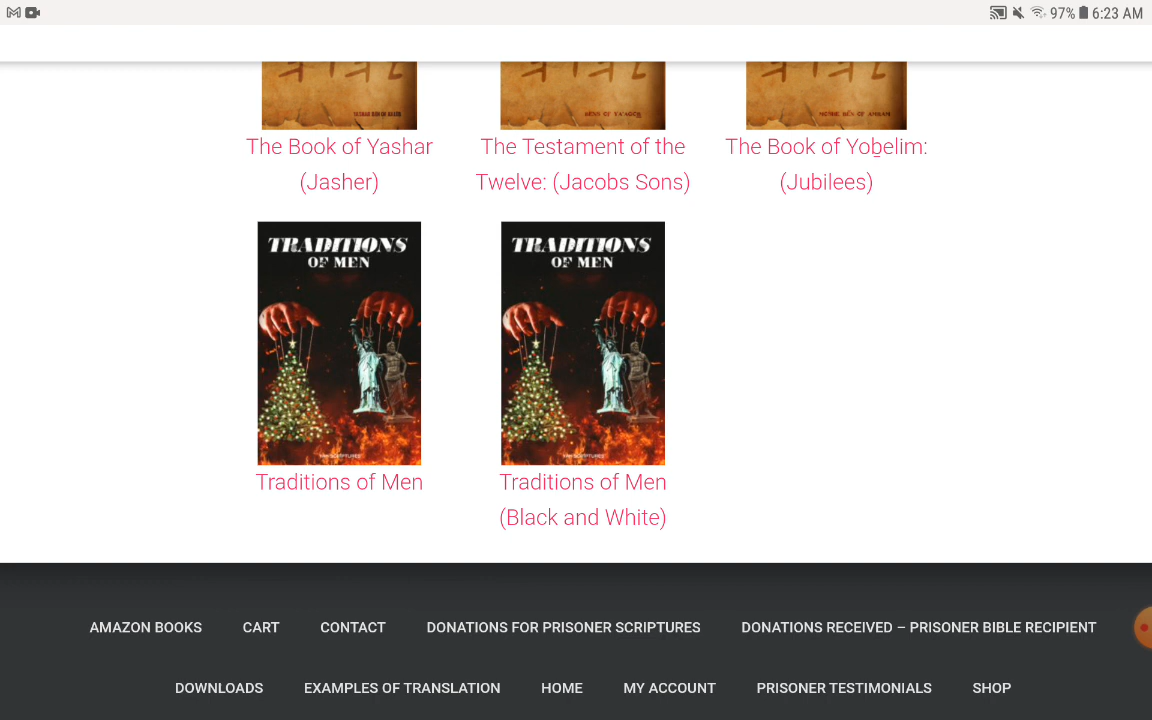 97% 6:23 AM
The Book of Yashar
(Jasher)
The Testament of the
Twelve: (Jacobs Sons)
The Book of Yoḇelim:
(Jubilees)
TRADITIONS
OF MEN
TRADITIONS
OF MEN
Traditions of Men
Traditions of Men
(Black and White)
AMAZON BOOKS CART CONTACT DONATIONS FOR PRISONER SCRIPTURES DONATIONS RECEIVED – PRISONER BIBLE RECIPIENT
DOWNLOADS EXAMPLES OF TRANSLATION HOME MY ACCOUNT PRISONER TESTIMONIALS SHOP